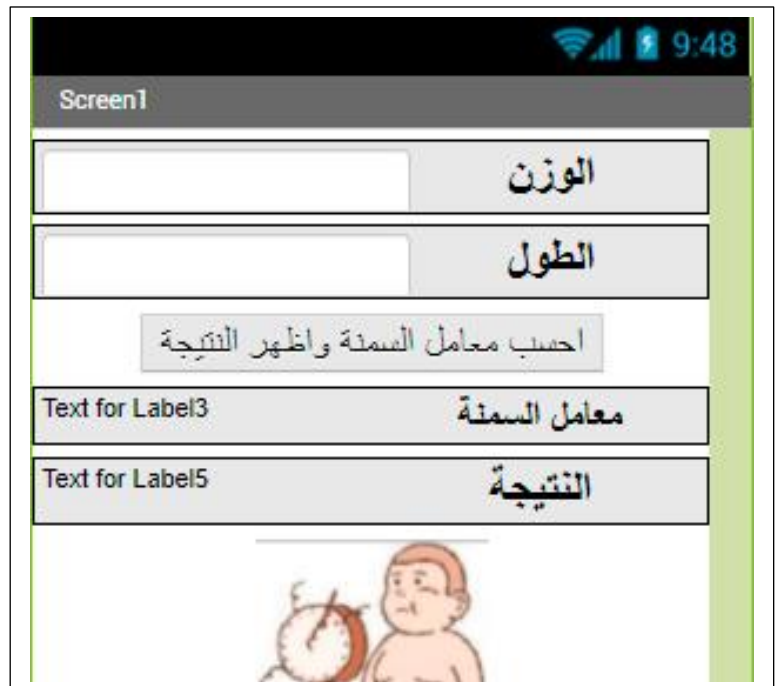 9:48
Screen1
الوزن
الطول
احسب معامل السمنة واظهر النتيجة
معامل السمنة Text for Label3
النتيجة Text for Label5